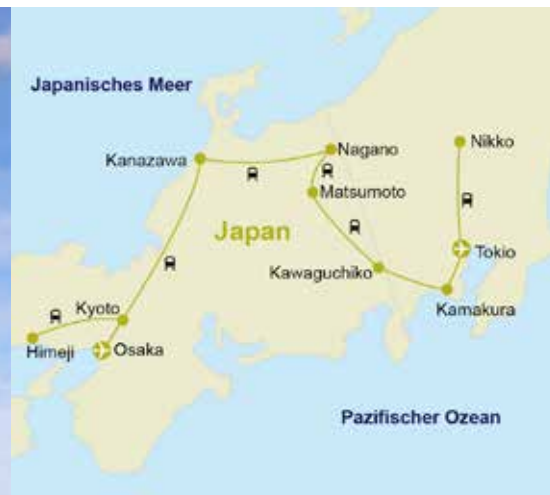 Japanisches Meer
Nikko
Kanazawa
Nagano
Matsumoto
Japan
Tokio
Kawaguchiko
Kamakura
Kyoto
Himeji
Osaka
Pazifischer Ozean